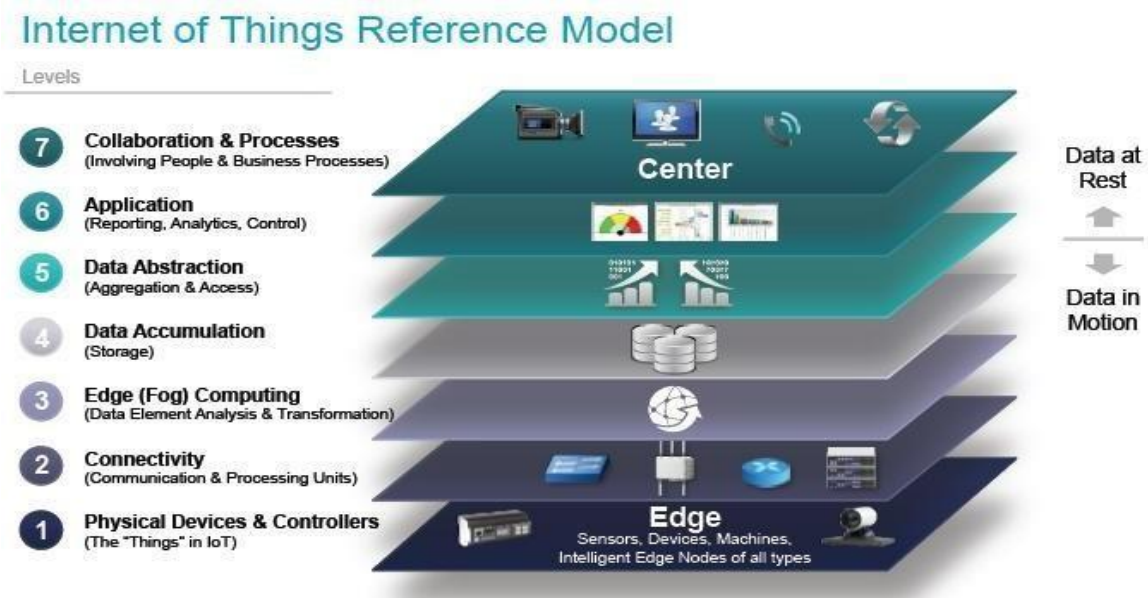 Internet of Things Reference Model
Levels
7
Collaboration & Processes
(Involving People & Business Processes)
6
Application
(Reporting, Analytics, Control)
5
Data Abstraction
(Aggregation & Access)
4
Data Accumulation
(Storage)
3
Edge (Fog) Computing
(Data Element Analysis & Transformation)
2
Connectivity
(Communication & Processing Units)
1
Physical Devices & Controllers
(The "Things" in IoT)
Center
010101
11001
001
Edge
Sensors, Devices, Machines,
Intelligent Edge Nodes of all types
Data at
Rest
Data in
Motion